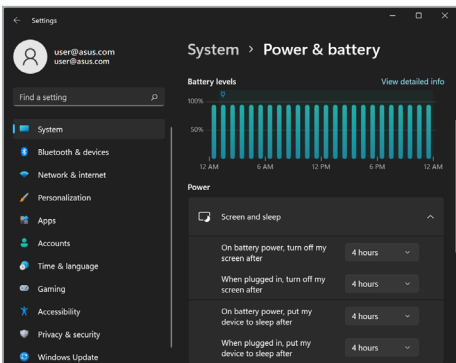 Settings
user@asus.com
user@asus.com
Find a setting
System
Bluetooth & devices
Network & internet
Personalization
Apps
Accounts
Time & language
Gaming
Accessibility
Privacy & security
Windows Update
System > Power & battery
Battery levels View detailed info
100%
50%
12 AM 6 AM 12 PM 6 PM 12 AM
Power
Screen and sleep
On battery power, turn off my
screen after
4 hours
When plugged in, turn off my
screen after
4 hours
On battery power, put my
device to sleep after
4 hours
When plugged in, put my
device to sleep after
4 hours